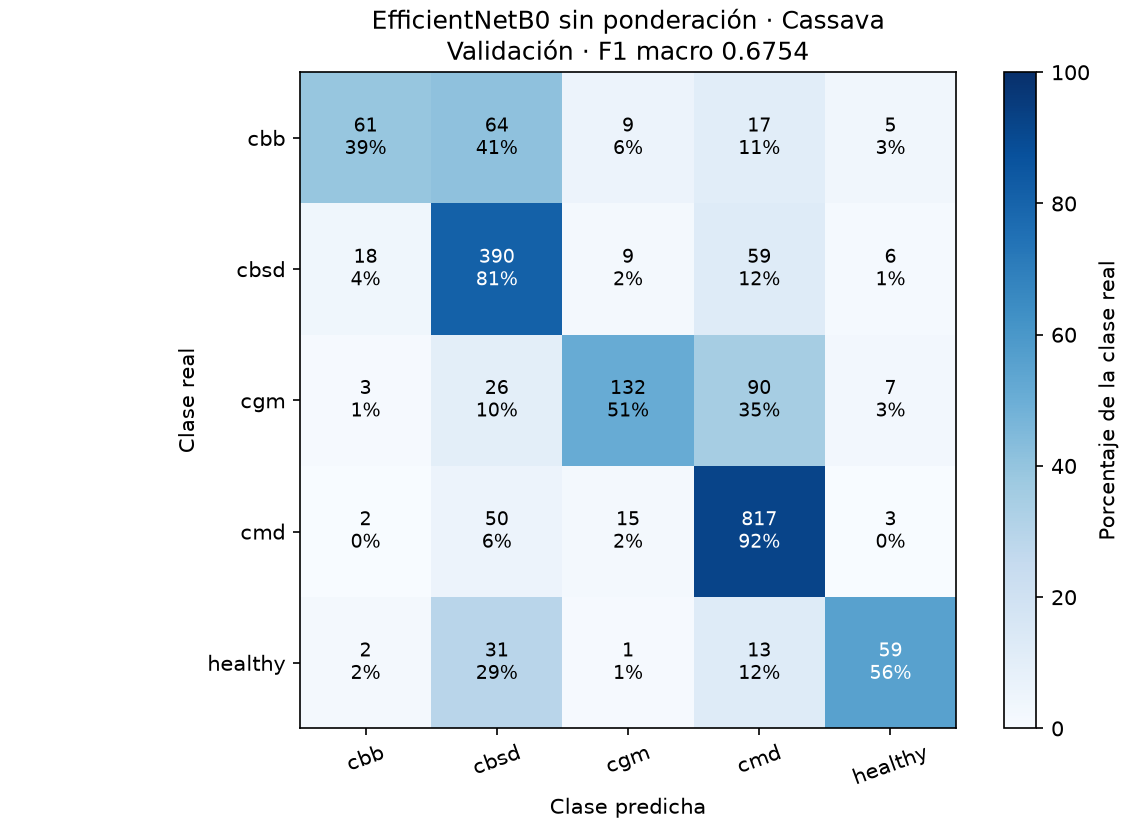 EfficientNetB0 sin ponderación · Cassava
Validación · F1 macro 0.6754
Clase real
cbb
61 64 9 17 5
39% 41% 6% 11% 3%
cbsd
18 390 9 59 6
4% 81% 2% 12% 1%
cgm
3 26 132 90 7
1% 10% 51% 35% 3%
cmd
2 50 15 817 3
0% 6% 2% 92% 0%
healthy
2 31 1 13 59
2% 29% 1% 12% 56%
cbb cbsd cgm cmd healthy
Clase predicha
100
80
60
40
20
0
Porcentaje de la clase real